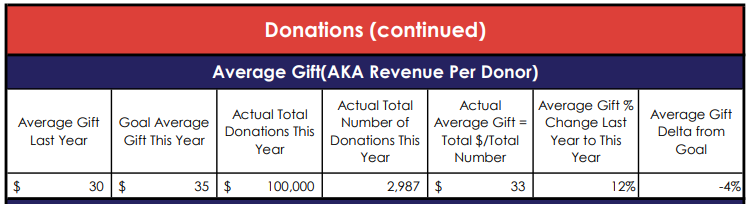 Donations (continued)
Average Gift(AKA Revenue Per Donor)
Average Gift
Last Year
Goal Average
Gift This Year
Actual Total
Donations This
Year
Actual Total
Number of
Donations This
Year
Actual
Average Gift =
Total $/Total
Number
Average Gift %
Change Last
Year to This
Year
Average Gift
Delta from
Goal
$ 30 $ 35 $ 100,000 2,987 $ 33 12% -4%